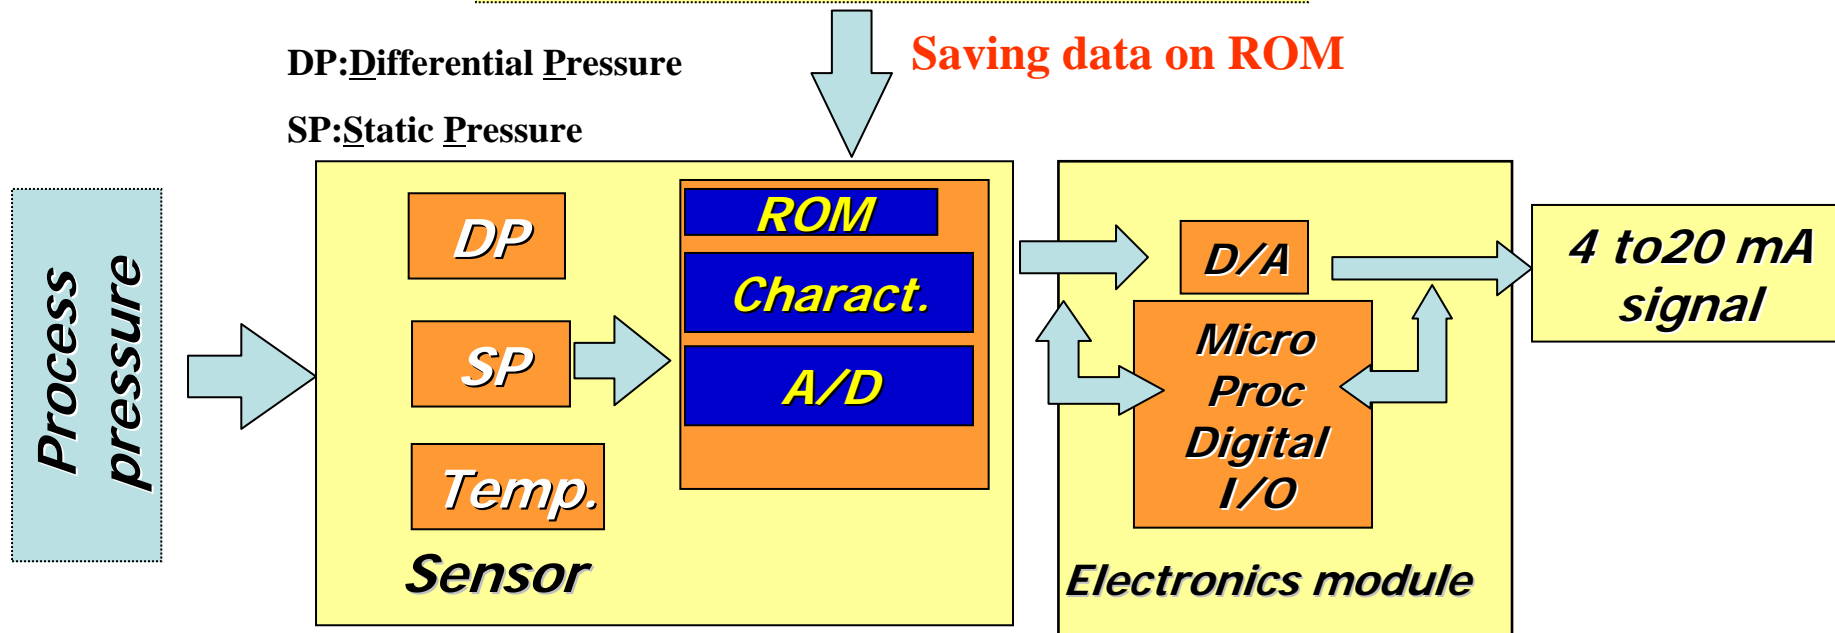 DP:Differential Pressure
Saving data on ROM
SP:Static Pressure
Process
pressure
DP
SP
Temp.
Sensor
ROM
Charact.
A/D
D/A
Micro
Proc
Digital
I/O
Electronics module
4 to20 mA
signal